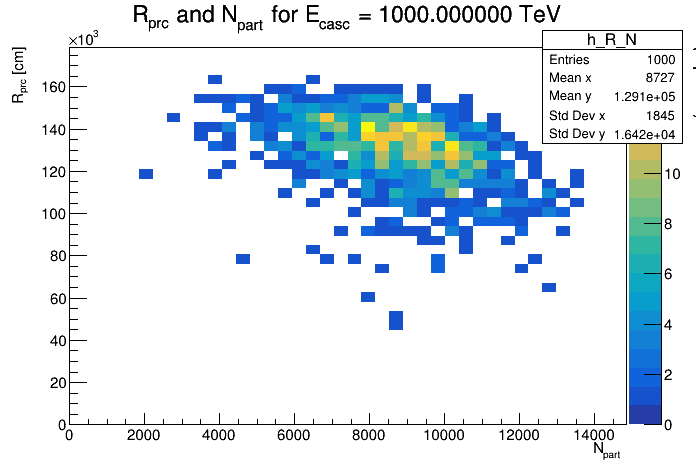 R_prc and N_part for E_casc = 1000.000000 TeV
×10³
R_prc [cm]
h_R_N
Entries 1000
Mean x 8727
Mean y 1.291e+05
Std Dev x 1845
Std Dev y 1.642e+04
160
140
120
100
80
60
40
20
0
10
8
6
4
2
0
0 2000 4000 6000 8000 10000 12000 14000
N_part